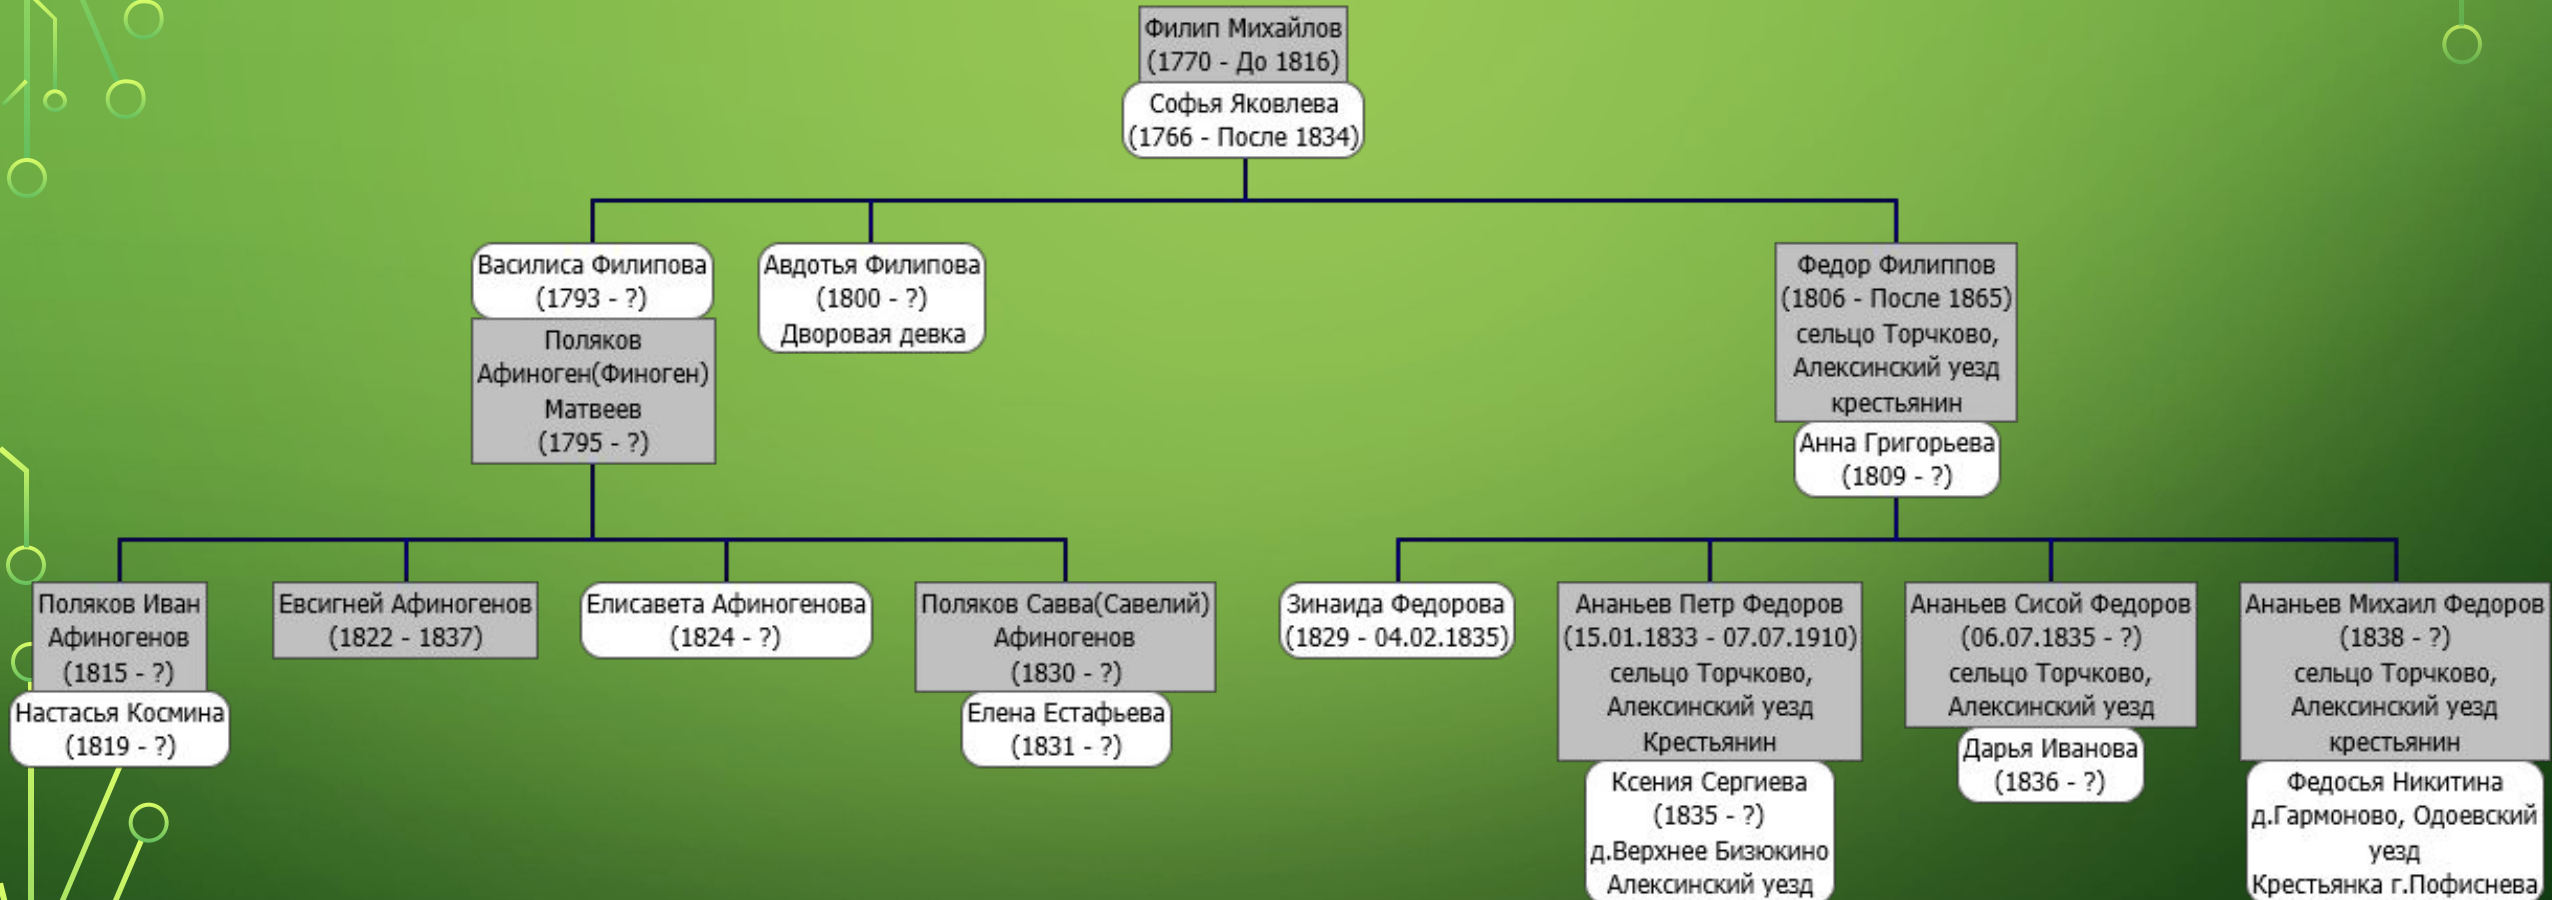 Филип Михайлов
(1770 - До 1816)
Софья Яковлева
(1766 - После 1834)
Василиса Филипова
(1793 - ?)
Поляков
Афиноген(Финоген)
Матвеев
(1795 - ?)
Авдотья Филипова
(1800 - ?)
Дворовая девка
Федор Филиппов
(1806 - После 1865)
сельцо Торчково,
Алексинский уезд
крестьянин
Анна Григорьева
(1809 - ?)
Поляков Иван
Афиногенов
(1815 - ?)
Настасья Космина
(1819 - ?)
Евсигней Афиногенов
(1822 - 1837)
Елисавета Афиногенова
(1824 - ?)
Поляков Савва(Савелий)
Афиногенов
(1830 - ?)
Елена Естафьева
(1831 - ?)
Зинаида Федорова
(1829 - 04.02.1835)
Ананьев Петр Федоров
(15.01.1833 - 07.07.1910)
сельцо Торчково,
Алексинский уезд
Крестьянин
Ксения Сергиева
(1835 - ?)
д.Верхнее Бизюкино
Алексинский уезд
Ананьев Сисой Федоров
(06.07.1835 - ?)
сельцо Торчково,
Алексинский уезд
Дарья Иванова
(1836 - ?)
Ананьев Михаил Федоров
(1838 - ?)
сельцо Торчково,
Алексинский уезд
крестьянин
Федосья Никитина
д.Гармоново, Одоевский
уезд
Крестьянка г.Пофиснева